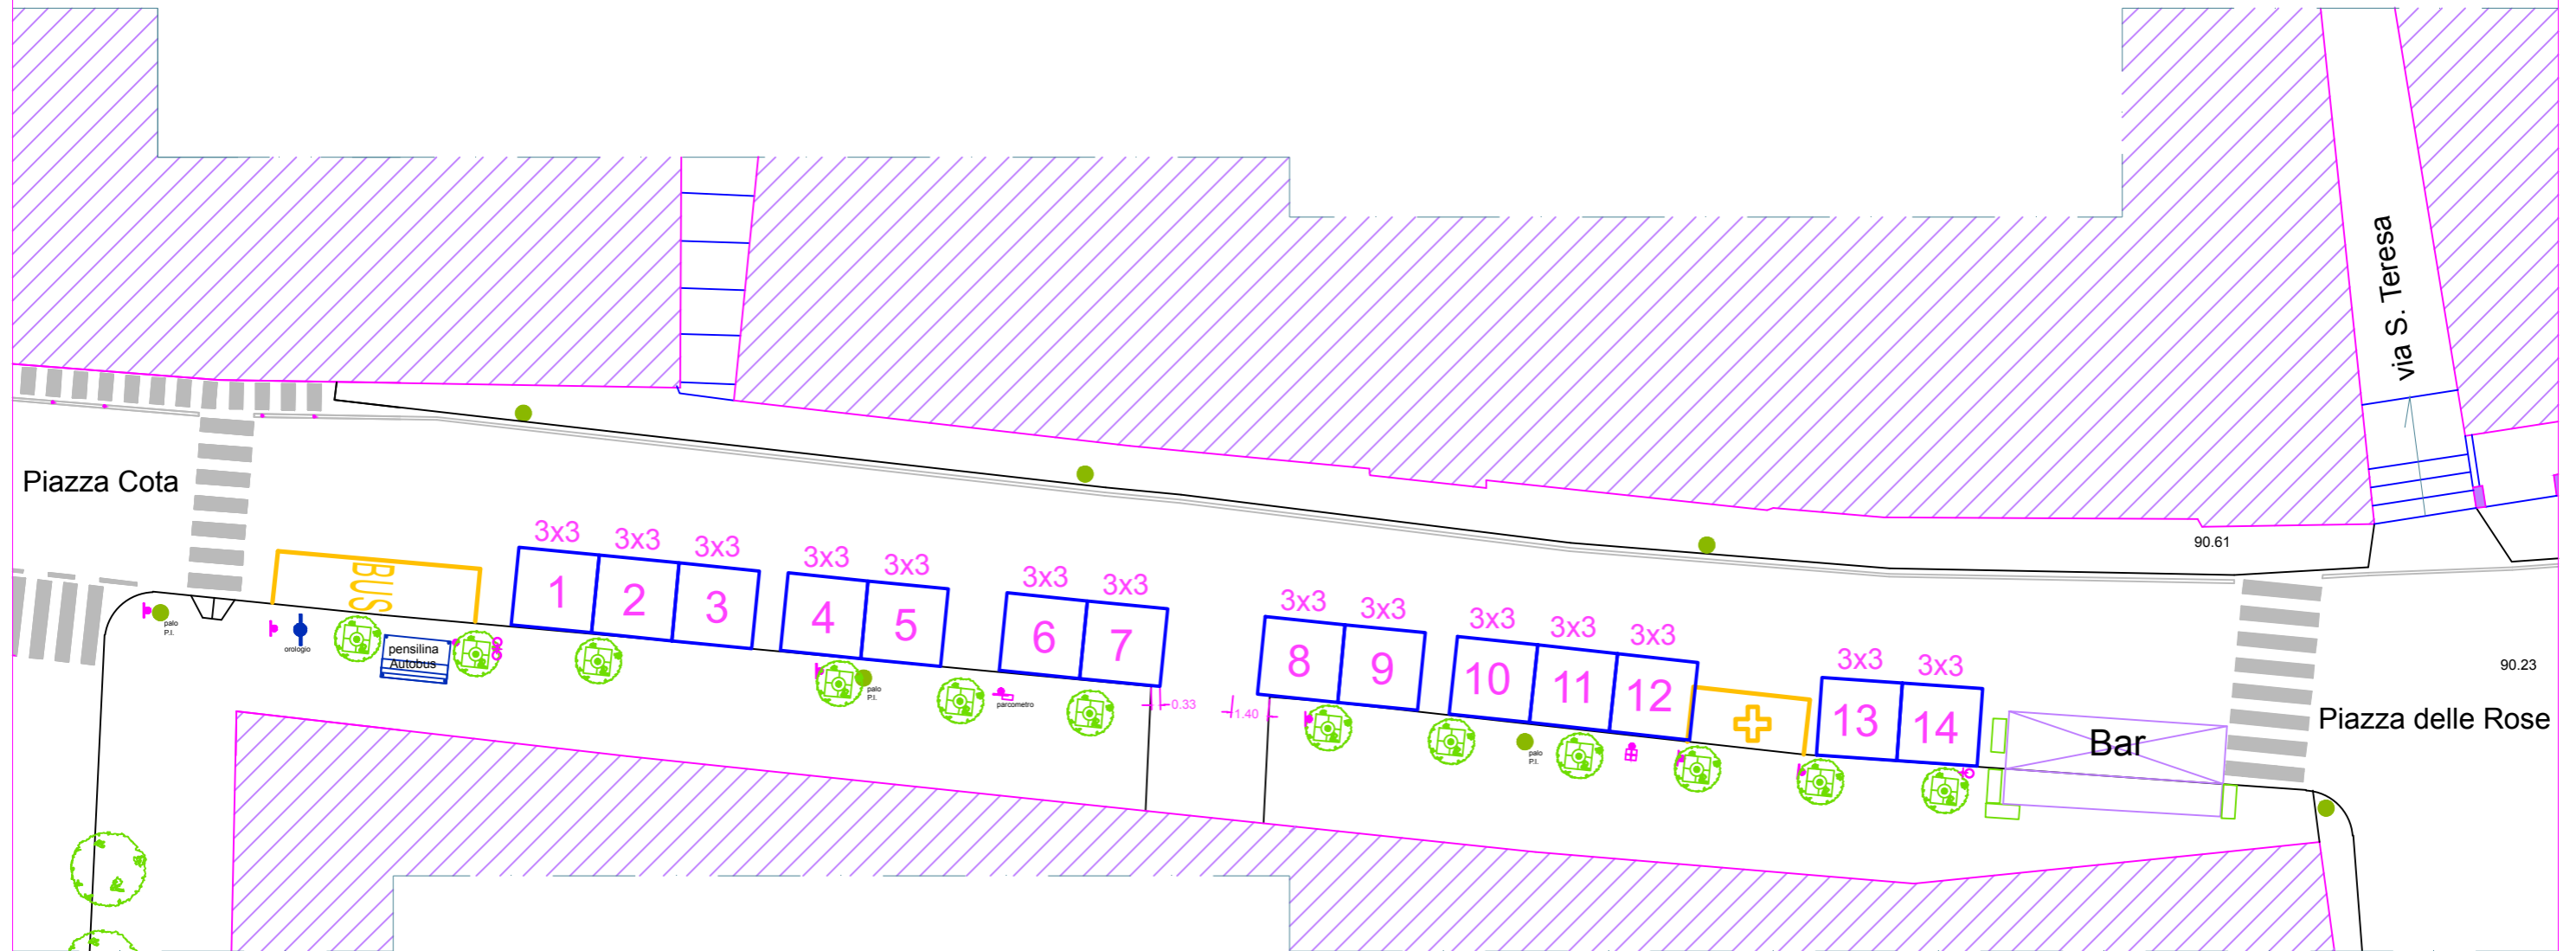 via S. Teresa
Piazza Cota
90.61
90.23
Piazza delle Rose
BUS
palo
P.I.
orologio
pensilina
Autobus
3x3
3x3
3x3
1
2
3
3x3
3x3
4
5
palo
P.I.
3x3
3x3
6
7
parcometro
0.33
1.40
3x3
3x3
8
9
3x3
3x3
3x3
10
11
12
palo
P.I.
3x3
3x3
13
14
Bar